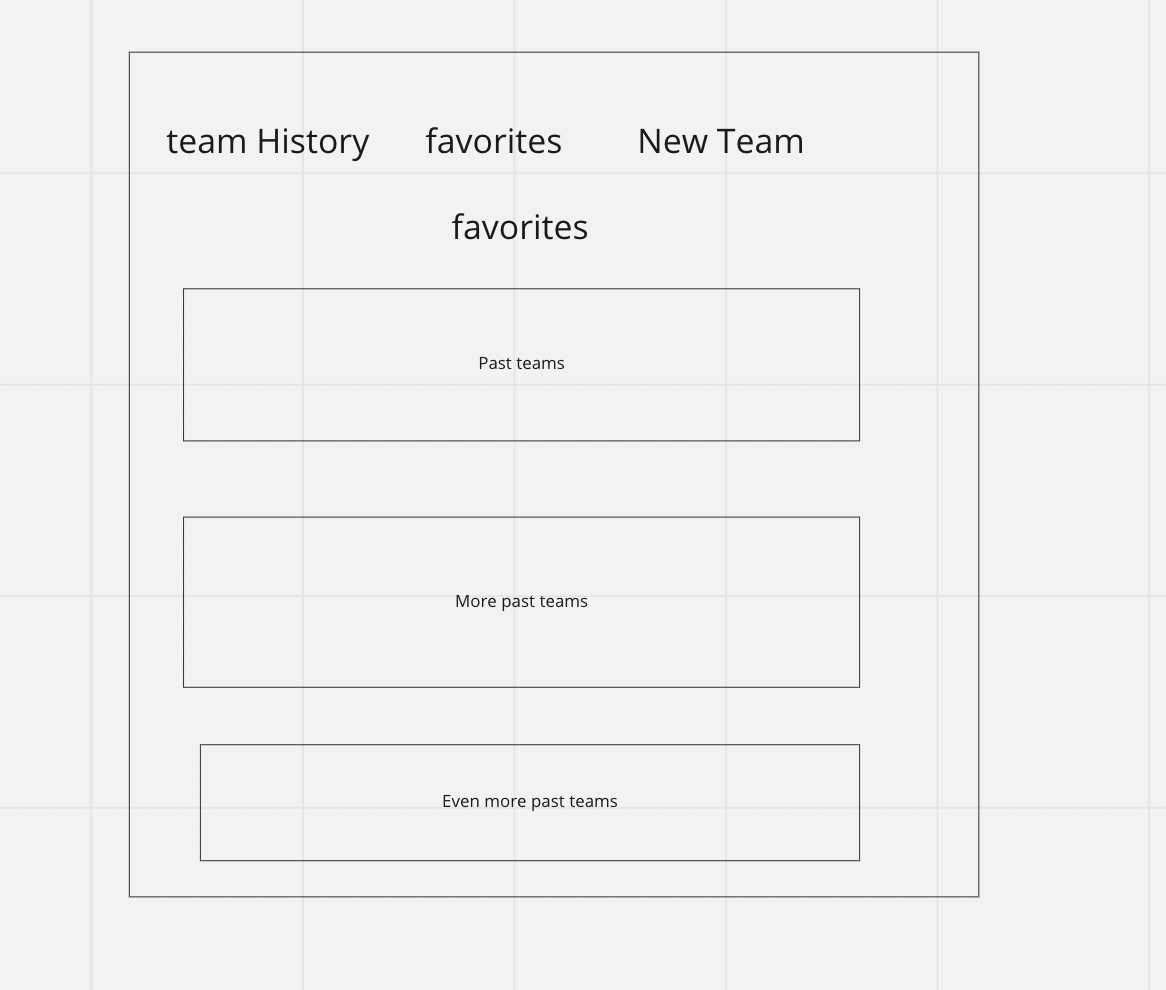 team History favorites New Team
favorites
Past teams
More past teams
Even more past teams